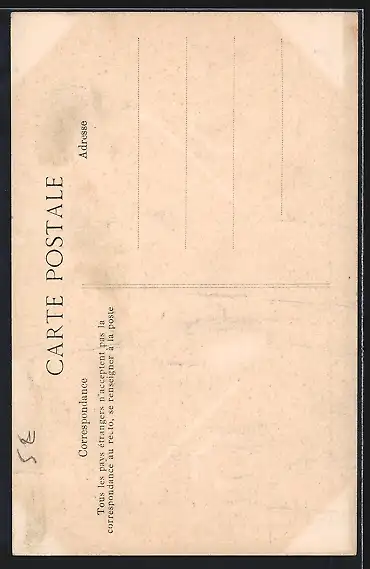 CARTE POSTALE
Correspondance
Tous les pays étrangers n'acceptent pas la
correspondance au recto, se renseigner à la poste
Adresse
5€